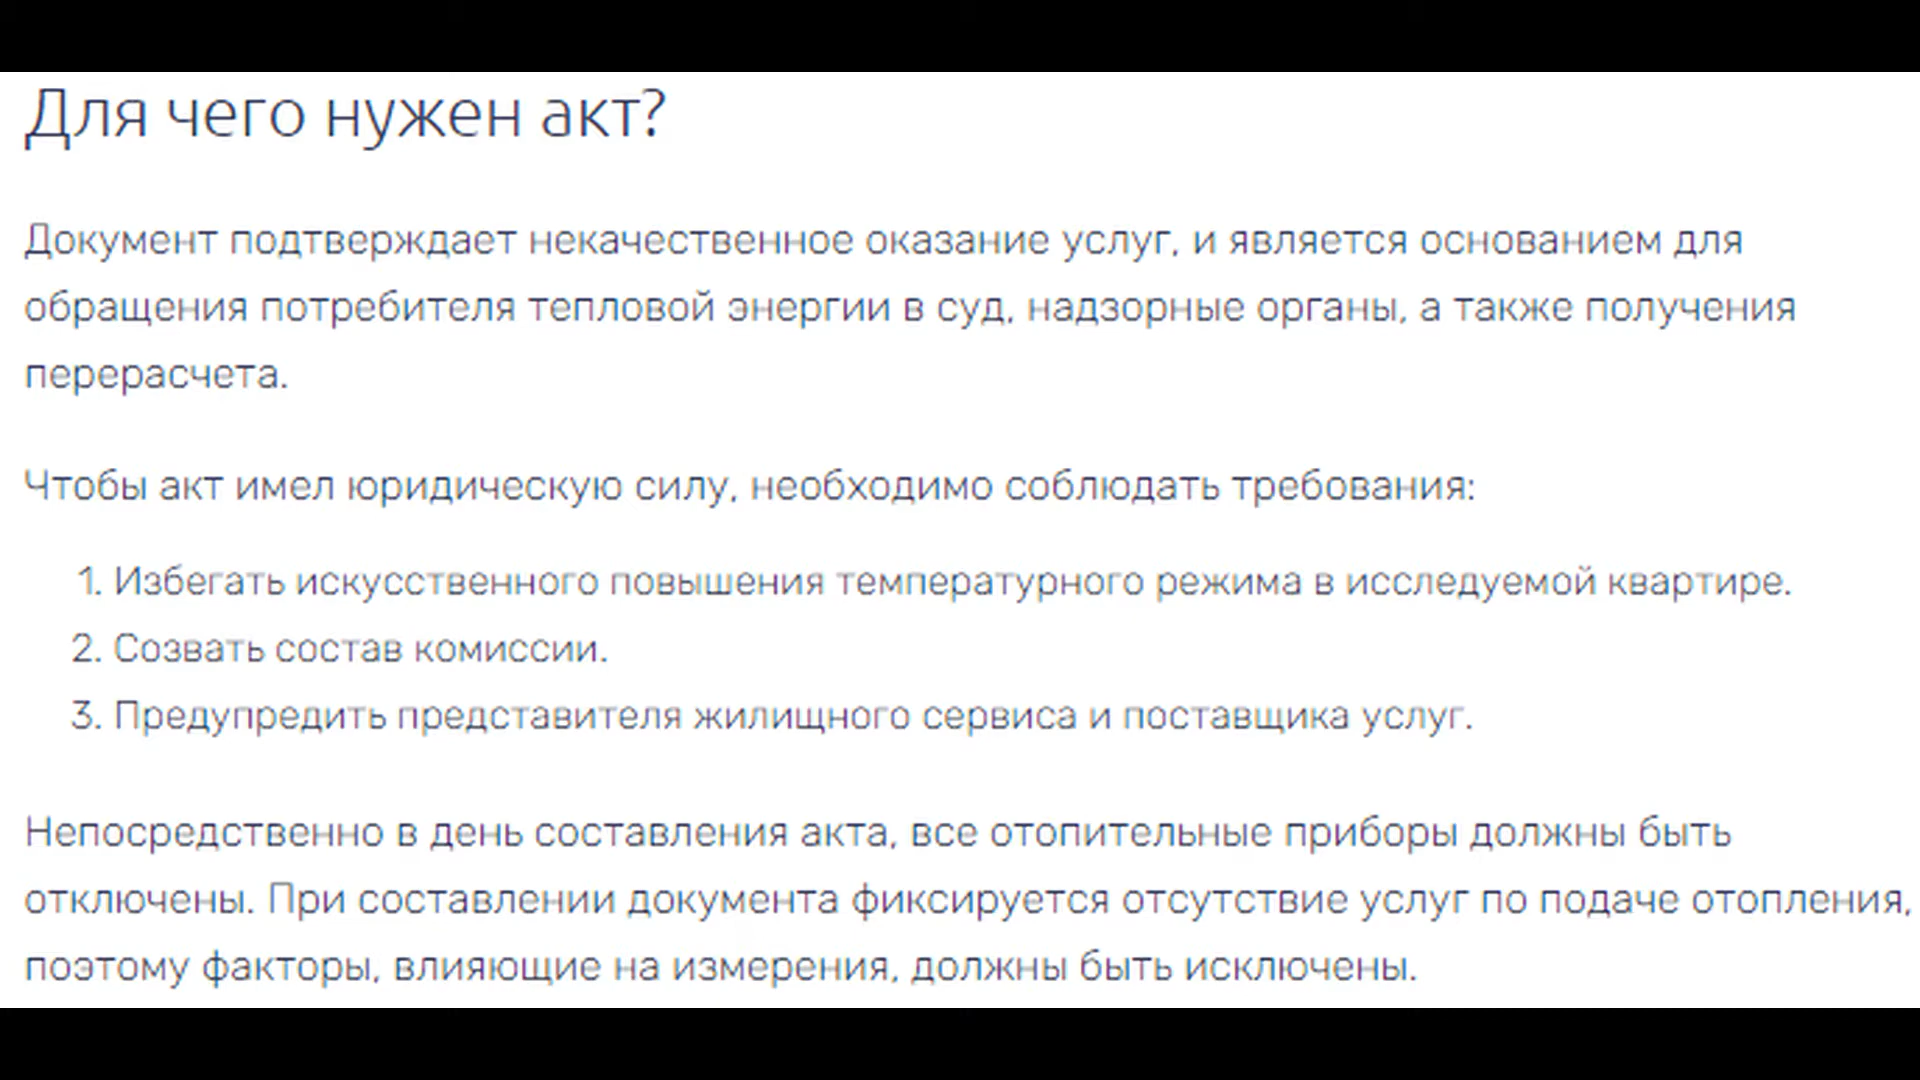 Для чего нужен акт?
Документ подтверждает некачественное оказание услуг, и является основанием для
обращения потребителя тепловой энергии в суд, надзорные органы, а также получения
перерасчета.
Чтобы акт имел юридическую силу, необходимо соблюдать требования:
1. Избегать искусственного повышения температурного режима в исследуемой квартире.
2. Созвать состав комиссии.
3. Предупредить представителя жилищного сервиса и поставщика услуг.
Непосредственно в день составления акта, все отопительные приборы должны быть
отключены. При составлении документа фиксируется отсутствие услуг по подаче отопления,
поэтому факторы, влияющие на измерения, должны быть исключены.